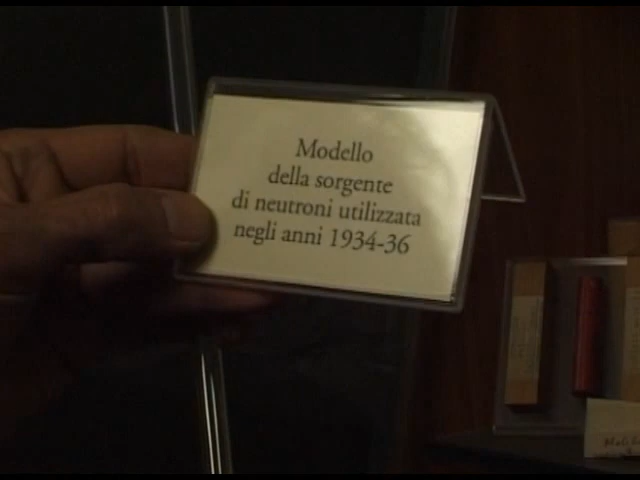 Modello
della sorgente
di neutroni utilizzata
negli anni 1934-36